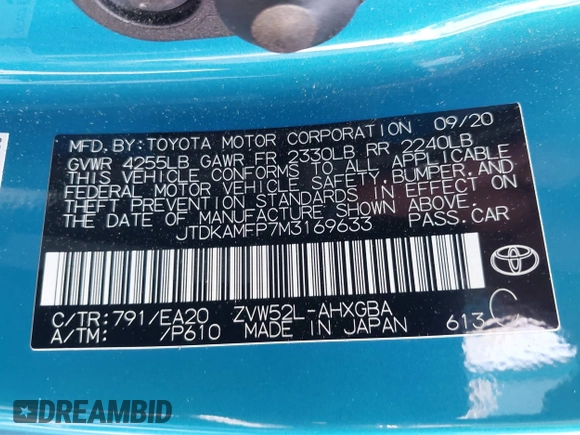 MFD.BY:TOYOTA MOTOR CORPORATION 09/20
GVWR 4255LB GAWR FR 2330LB RR 2240LB
THIS VEHICLE CONFORMS TO ALL APPLICABLE
FEDERAL MOTOR VEHICLE SAFETY, BUMPER, AND
THEFT PREVENTION STANDARDS IN EFFECT ON
THE DATE OF MANUFACTURE SHOWN ABOVE.
JTDKAMFP7M3169633 PASS.CAR
C/TR:791/EA20 ZVW52L-AHXGBA
A/TM: /P610 MADE IN JAPAN 613
TOYOTA
DREAMBID